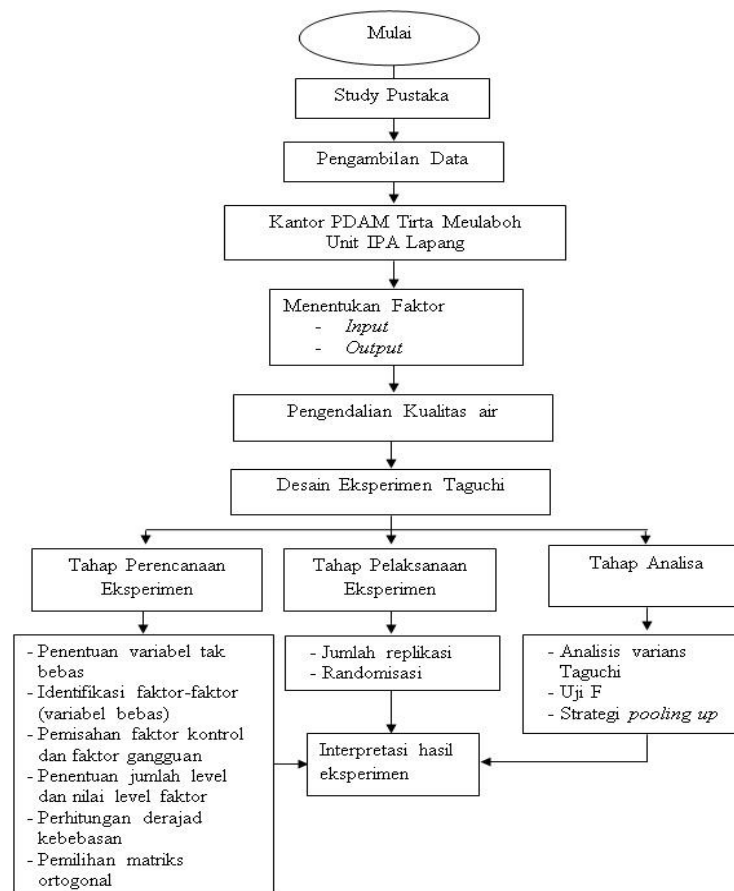 Mulai
Study Pustaka
Pengambilan Data
Kantor PDAM Tirta Meulaboh
Unit IPA Lapang
Menentukan Faktor
- Input
- Output
Pengendalian Kualitas air
Desain Eksperimen Taguchi
Tahap Perencanaan
Eksperimen
Tahap Pelaksanaan
Eksperimen
Tahap Analisa
- Penentuan variabel tak
bebas
- Identifikasi faktor-faktor
(variabel bebas)
- Pemisahan faktor kontrol
dan faktor gangguan
- Penentuan jumlah level
dan nilai level faktor
- Perhitungan derajad
kebebasan
- Pemilihan matriks
ortogonal
- Jumlah replikasi
- Randomisasi
- Analisis varians
Taguchi
- Uji F
- Strategi pooling up
Interpretasi hasil
eksperimen